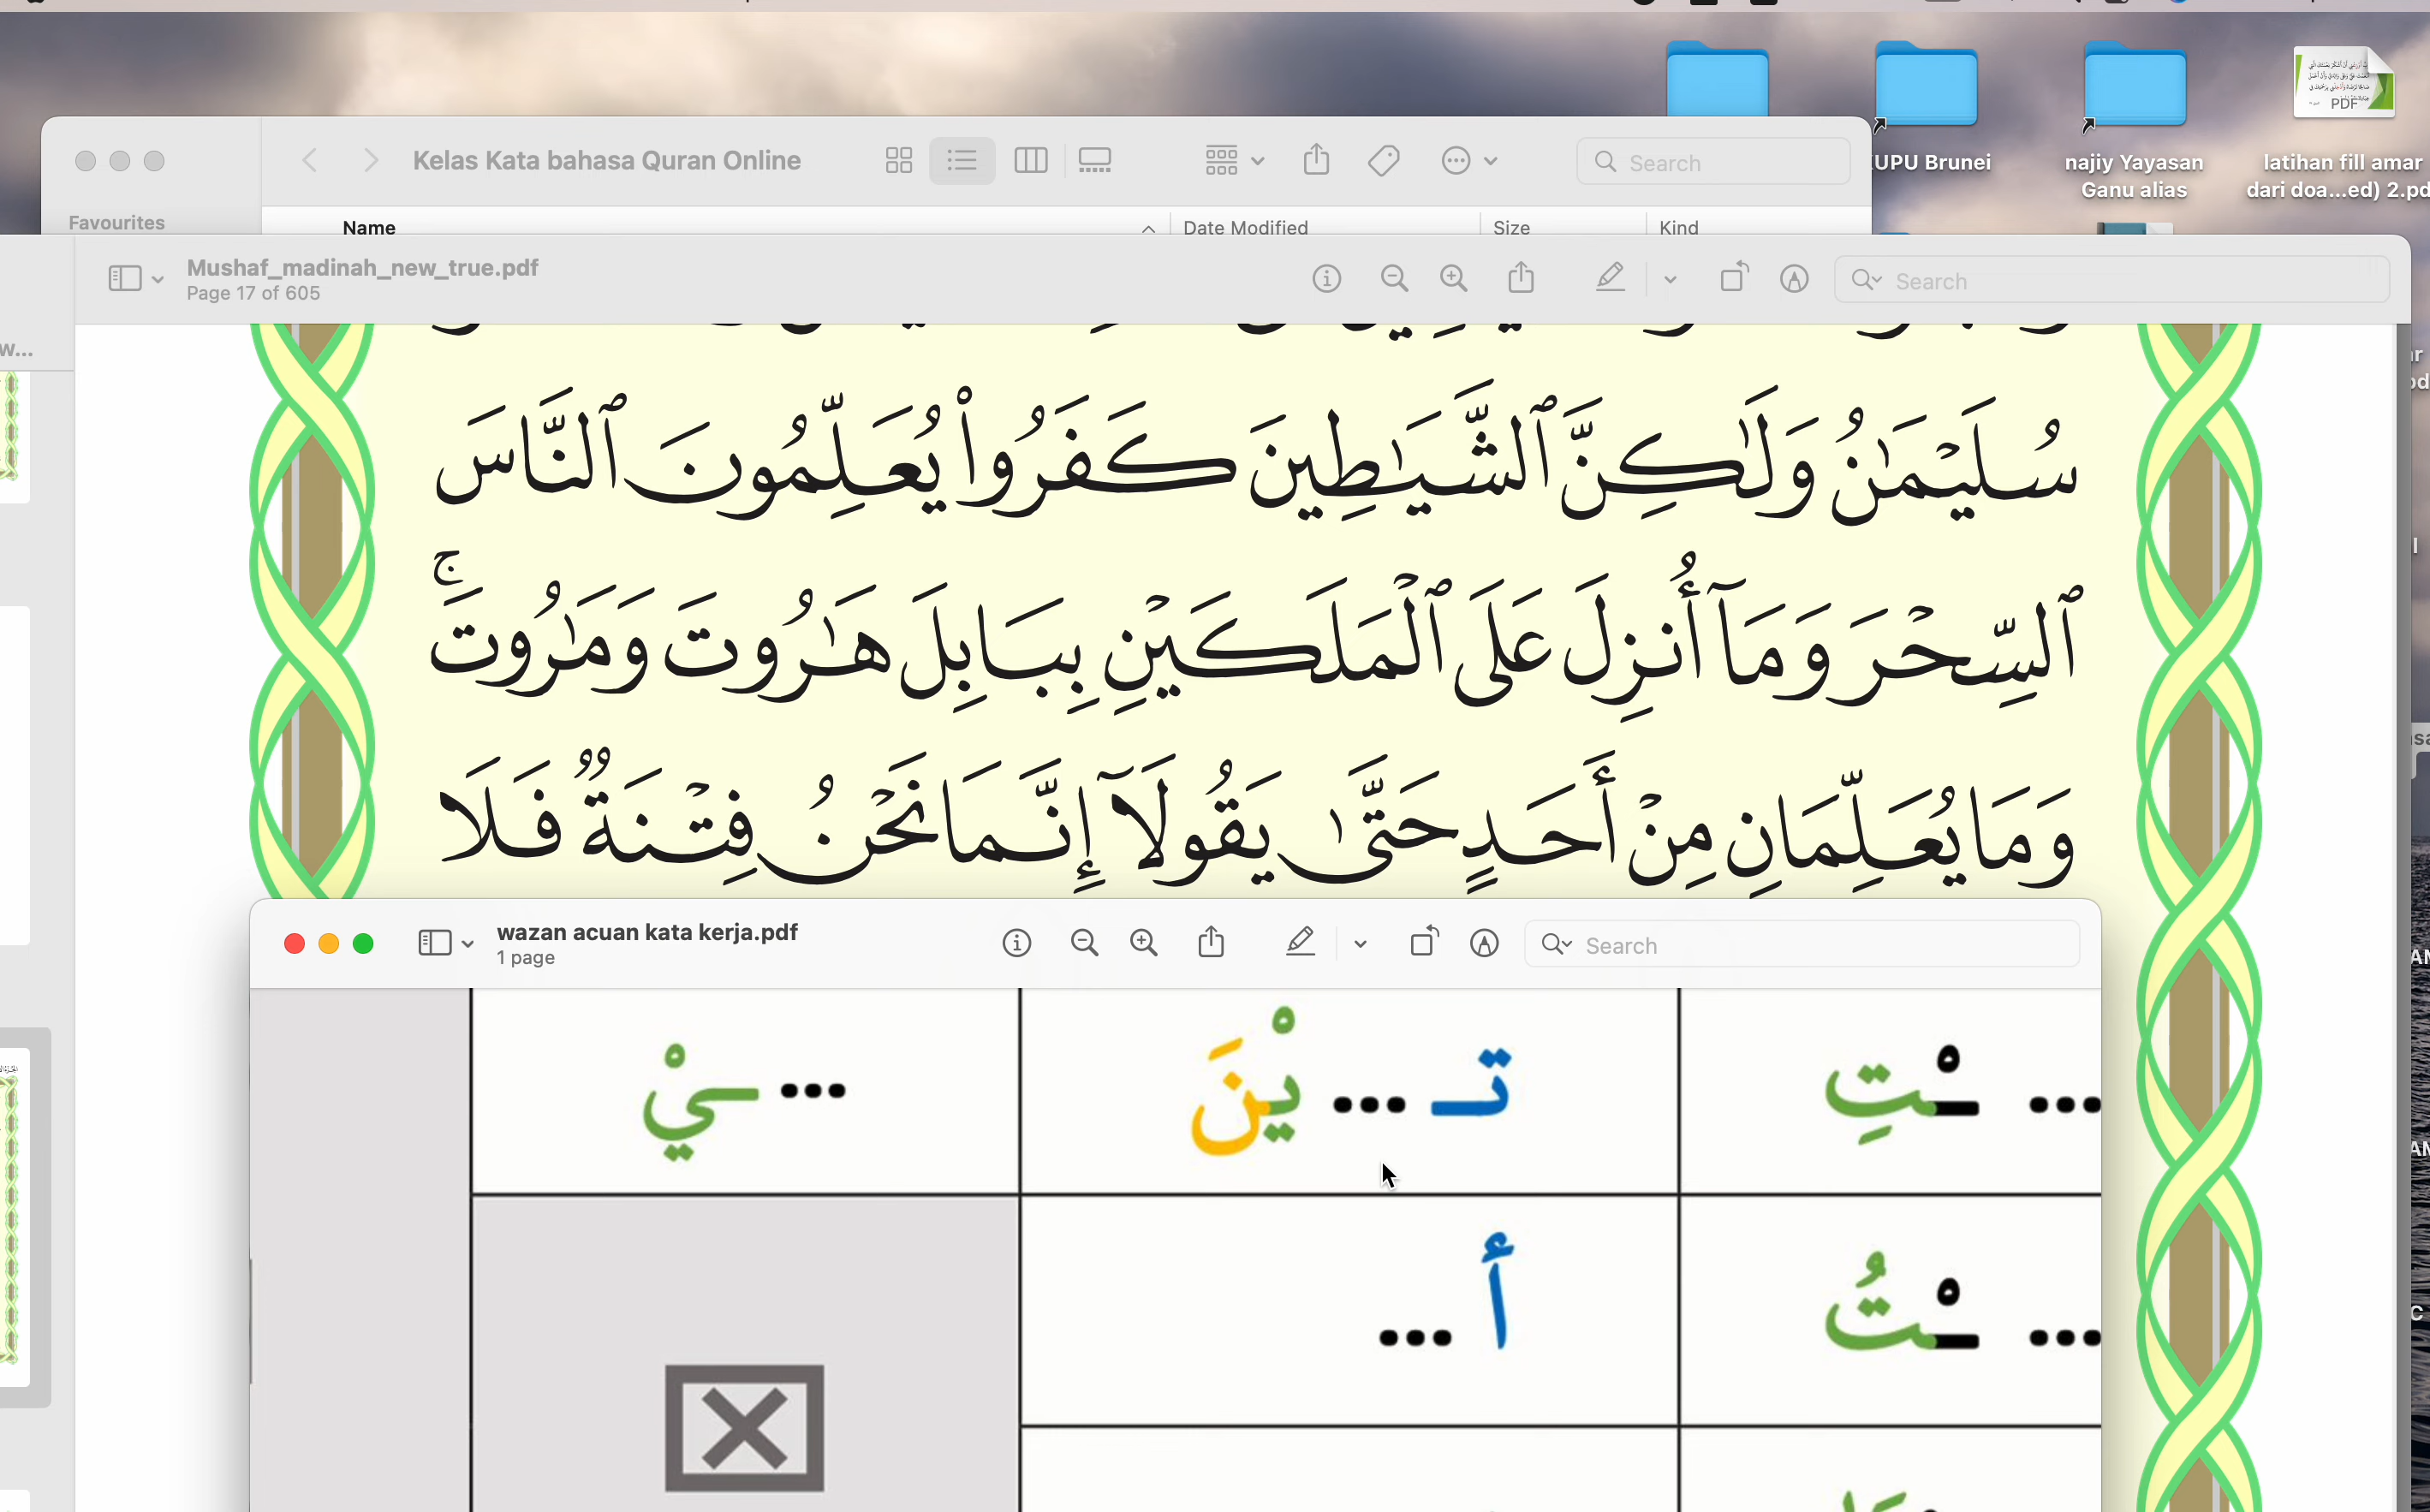 UPU Brunei
najiy Yayasan
Ganu alias
PDF
latihan fill amar
dari doa...ed) 2.pd
Kelas Kata bahasa Quran Online
Search
Favourites
Name
Date Modified
Size
Kind
Mushaf_madinah_new_true.pdf
Page 17 of 605
Search
w...
سُلَيْمَٰنُ وَلَٰكِنَّ ٱلشَّيَٰطِينَ كَفَرُوا۟ يُعَلِّمُونَ ٱلنَّاسَ
ٱلسِّحْرَ وَمَآ أُنزِلَ عَلَى ٱلْمَلَكَيْنِ بِبَابِلَ هَٰرُوتَ وَمَٰرُوتَ ۚ
وَمَا يُعَلِّمَانِ مِنْ أَحَدٍ حَتَّىٰ يَقُولَآ إِنَّمَا نَحْنُ فِتْنَةٌ فَلَا
wazan acuan kata kerja.pdf
1 page
Search
... ـْتِ تـ ... يْنَ ... ـيْ
... ـْتُ أ ...